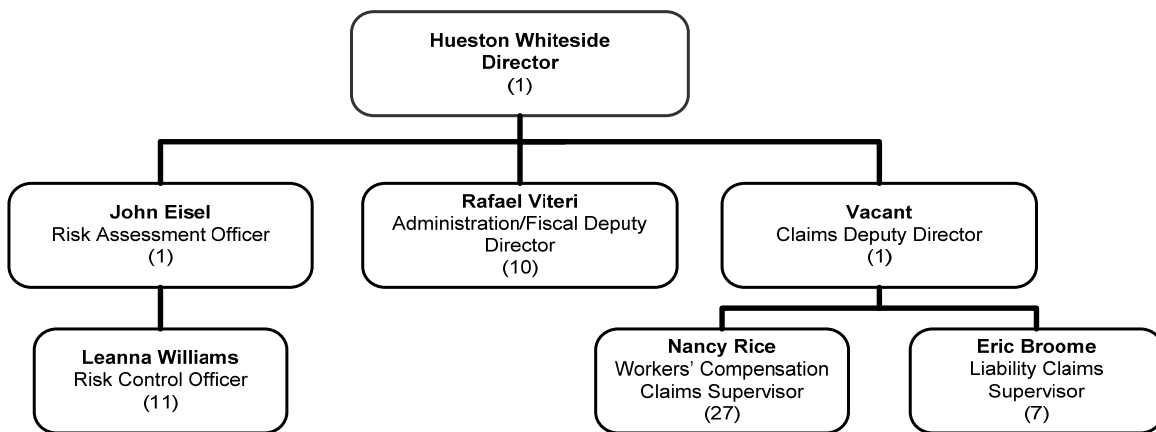 Hueston Whiteside
Director
(1)
John Eisel
Risk Assessment Officer
(1)
Rafael Viteri
Administration/Fiscal Deputy
Director
(10)
Vacant
Claims Deputy Director
(1)
Leanna Williams
Risk Control Officer
(11)
Nancy Rice
Workers’ Compensation
Claims Supervisor
(27)
Eric Broome
Liability Claims
Supervisor
(7)